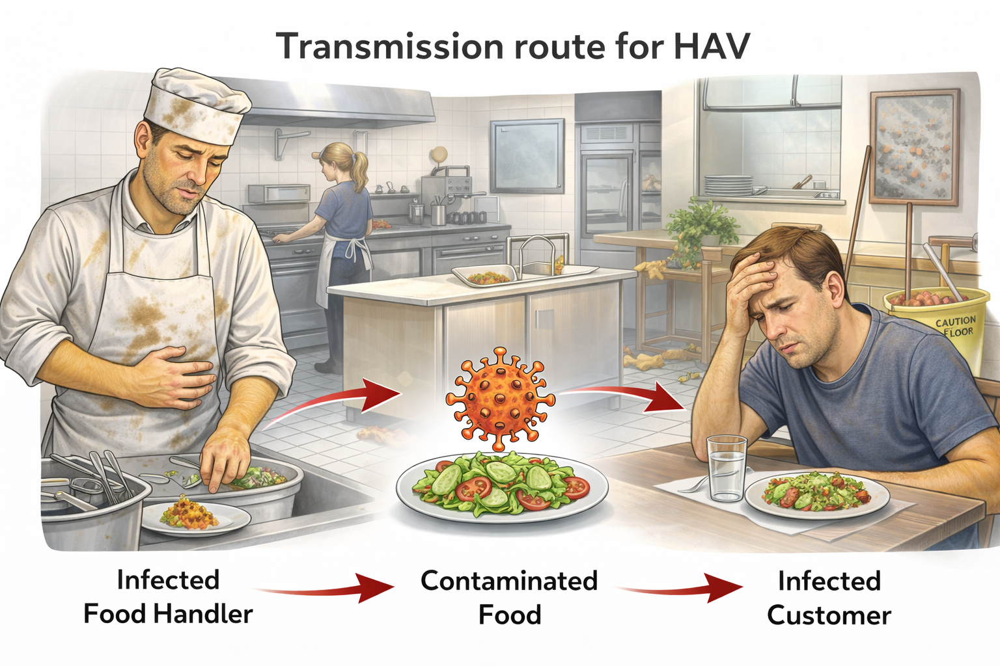 Transmission route for HAV
CAUTION
FLOOR
Infected
Food Handler
Contaminated
Food
Infected
Customer